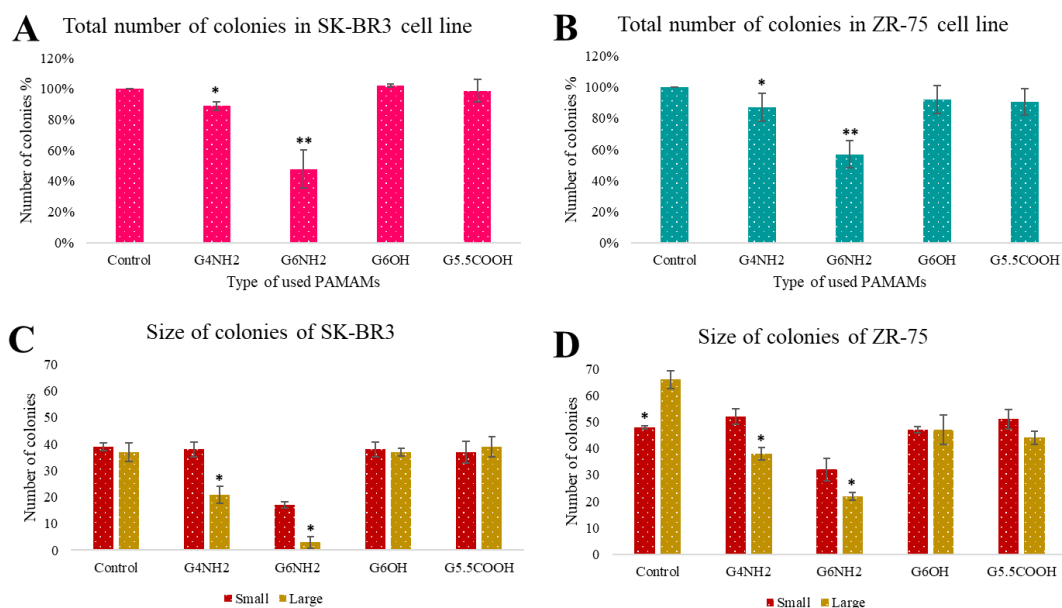 A
Total number of colonies in SK-BR3 cell line
Number of colonies %
120%
100%
80%
60%
40%
20%
0%
*
**
Control
G4NH2
G6NH2
G6OH
G5.5COOH
Type of used PAMAMs
B
Total number of colonies in ZR-75 cell line
Number of colonies %
120%
100%
80%
60%
40%
20%
0%
*
**
Control
G4NH2
G6NH2
G6OH
G5.5COOH
Type of used PAMAMs
C
Size of colonies of SK-BR3
Number of colonies
70
60
50
40
30
20
10
0
*
*
Control
G4NH2
G6NH2
G6OH
G5.5COOH
Small
Large
D
Size of colonies of ZR-75
Number of colonies
70
60
50
40
30
20
10
0
*
*
*
Control
G4NH2
G6NH2
G6OH
G5.5COOH
Small
Large